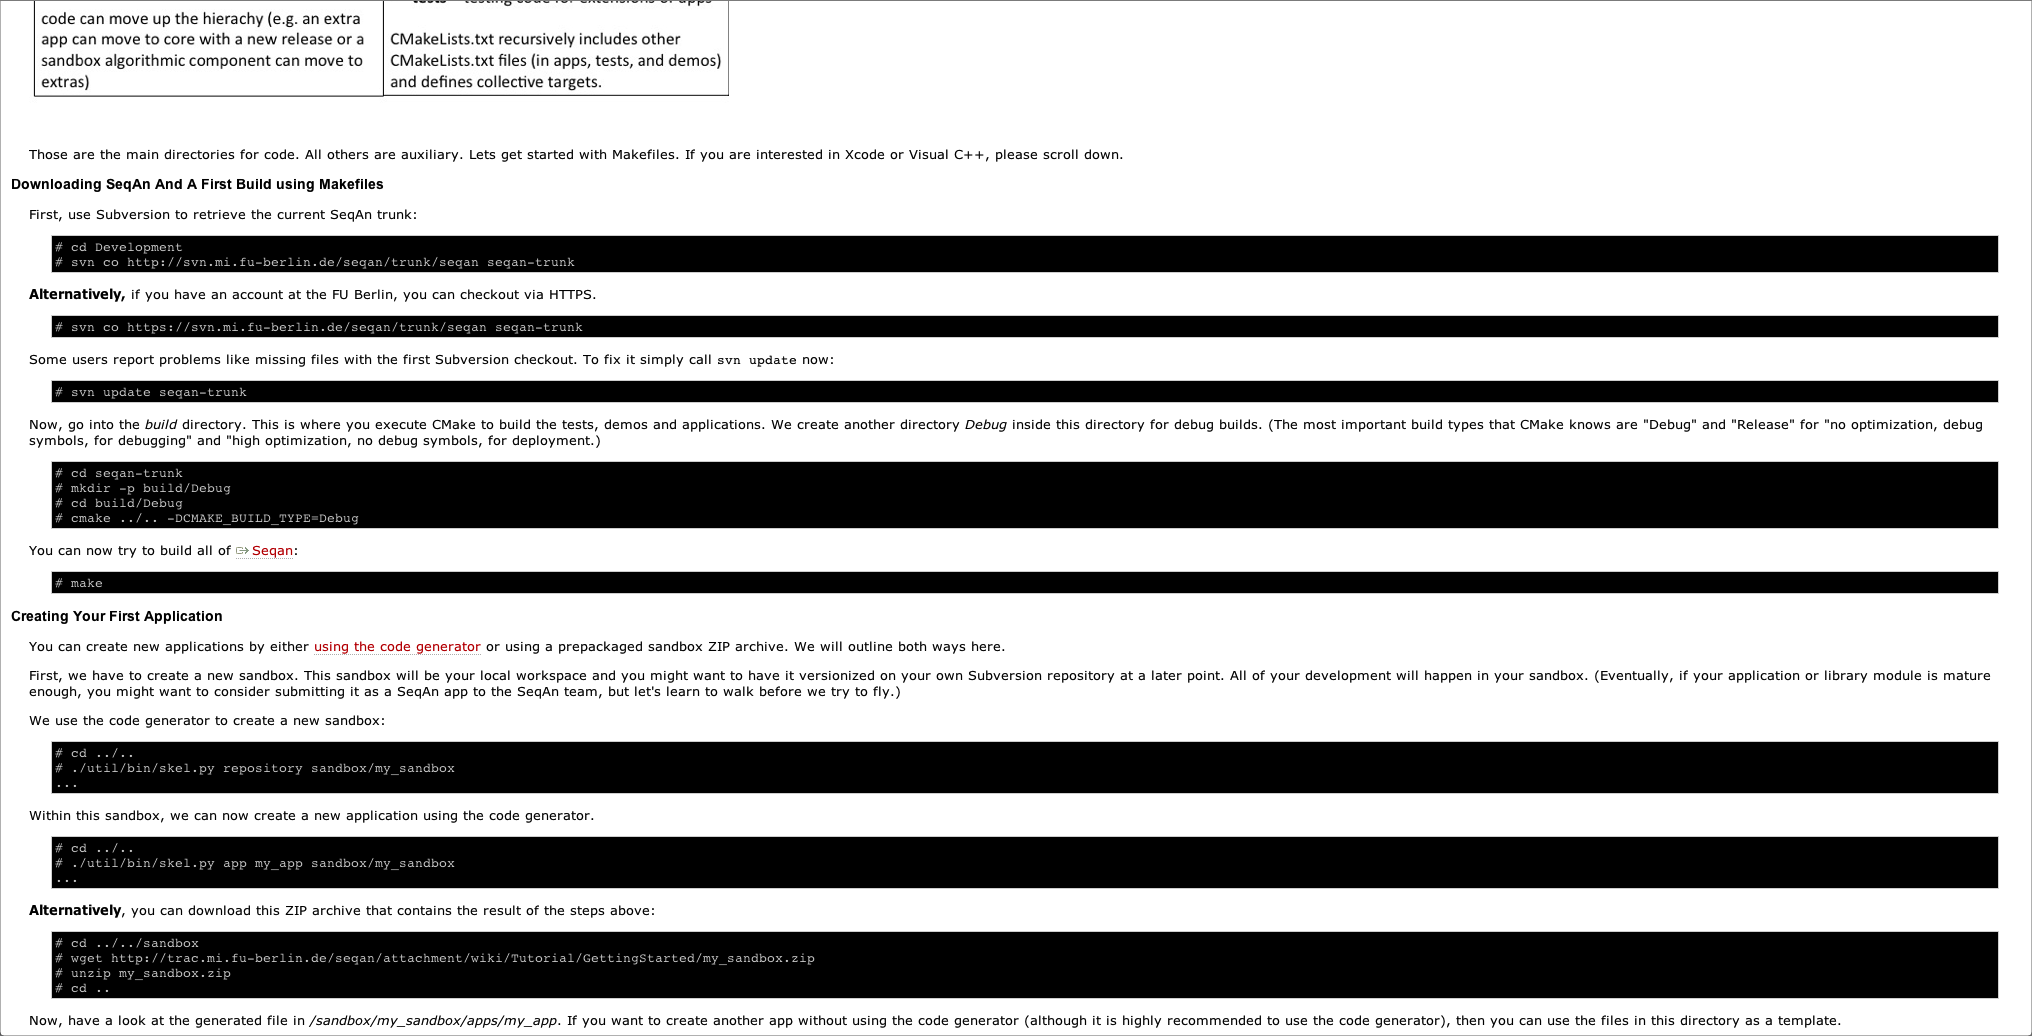 tests – testing code for extensions or apps
code can move up the hierachy (e.g. an extra
app can move to core with a new release or a
sandbox algorithmic component can move to
extras)
CMakeLists.txt recursively includes other
CMakeLists.txt files (in apps, tests, and demos)
and defines collective targets.
Those are the main directories for code. All others are auxiliary. Lets get started with Makefiles. If you are interested in Xcode or Visual C++, please scroll down.
Downloading SeqAn And A First Build using Makefiles
First, use Subversion to retrieve the current SeqAn trunk:
# cd Development
# svn co http://svn.mi.fu-berlin.de/seqan/trunk/seqan seqan-trunk
Alternatively, if you have an account at the FU Berlin, you can checkout via HTTPS.
# svn co https://svn.mi.fu-berlin.de/seqan/trunk/seqan seqan-trunk
Some users report problems like missing files with the first Subversion checkout. To fix it simply call svn update now:
# svn update seqan-trunk
Now, go into the build directory. This is where you execute CMake to build the tests, demos and applications. We create another directory Debug inside this directory for debug builds. (The most important build types that CMake knows are "Debug" and "Release" for "no optimization, debug
symbols, for debugging" and "high optimization, no debug symbols, for deployment.)
# cd seqan-trunk
# mkdir -p build/Debug
# cd build/Debug
# cmake ../.. -DCMAKE_BUILD_TYPE=Debug
You can now try to build all of Seqan:
# make
Creating Your First Application
You can create new applications by either using the code generator or using a prepackaged sandbox ZIP archive. We will outline both ways here.
First, we have to create a new sandbox. This sandbox will be your local workspace and you might want to have it versionized on your own Subversion repository at a later point. All of your development will happen in your sandbox. (Eventually, if your application or library module is mature
enough, you might want to consider submitting it as a SeqAn app to the SeqAn team, but let's learn to walk before we try to fly.)
We use the code generator to create a new sandbox:
# cd ../..
# ./util/bin/skel.py repository sandbox/my_sandbox
...
Within this sandbox, we can now create a new application using the code generator.
# cd ../..
# ./util/bin/skel.py app my_app sandbox/my_sandbox
...
Alternatively, you can download this ZIP archive that contains the result of the steps above:
# cd ../../sandbox
# wget http://trac.mi.fu-berlin.de/seqan/attachment/wiki/Tutorial/GettingStarted/my_sandbox.zip
# unzip my_sandbox.zip
# cd ..
Now, have a look at the generated file in /sandbox/my_sandbox/apps/my_app. If you want to create another app without using the code generator (although it is highly recommended to use the code generator), then you can use the files in this directory as a template.